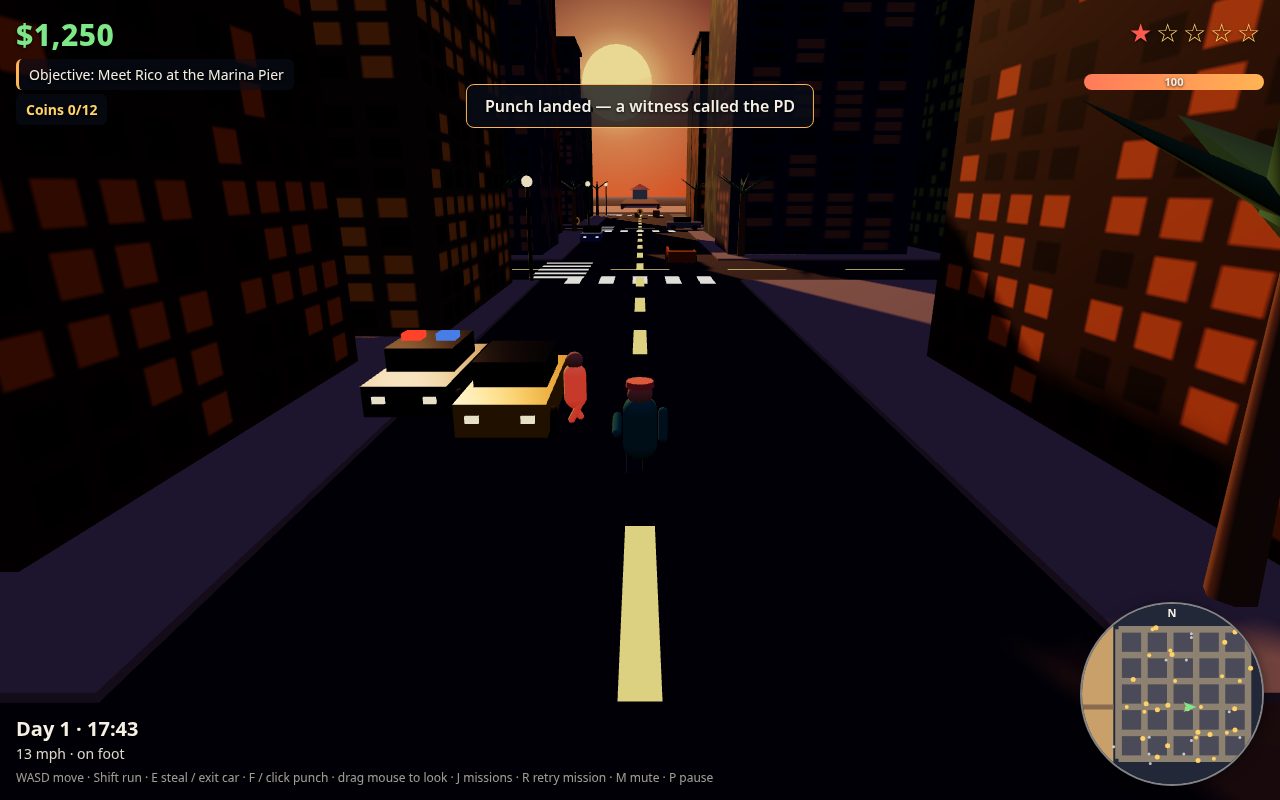 $1,250
★☆☆☆☆
Objective: Meet Rico at the Marina Pier
100
Coins 0/12
Punch landed — a witness called the PD
N
Day 1 · 17:43
13 mph · on foot
WASD move · Shift run · E steal / exit car · F / click punch · drag mouse to look · J missions · R retry mission · M mute · P pause